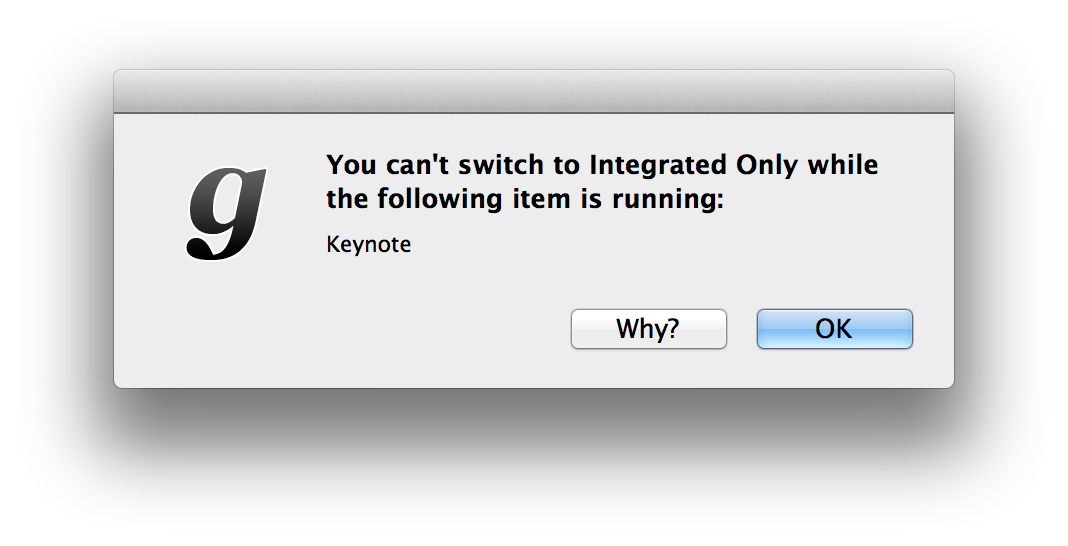 g
You can't switch to Integrated Only while
the following item is running:
Keynote
Why? OK